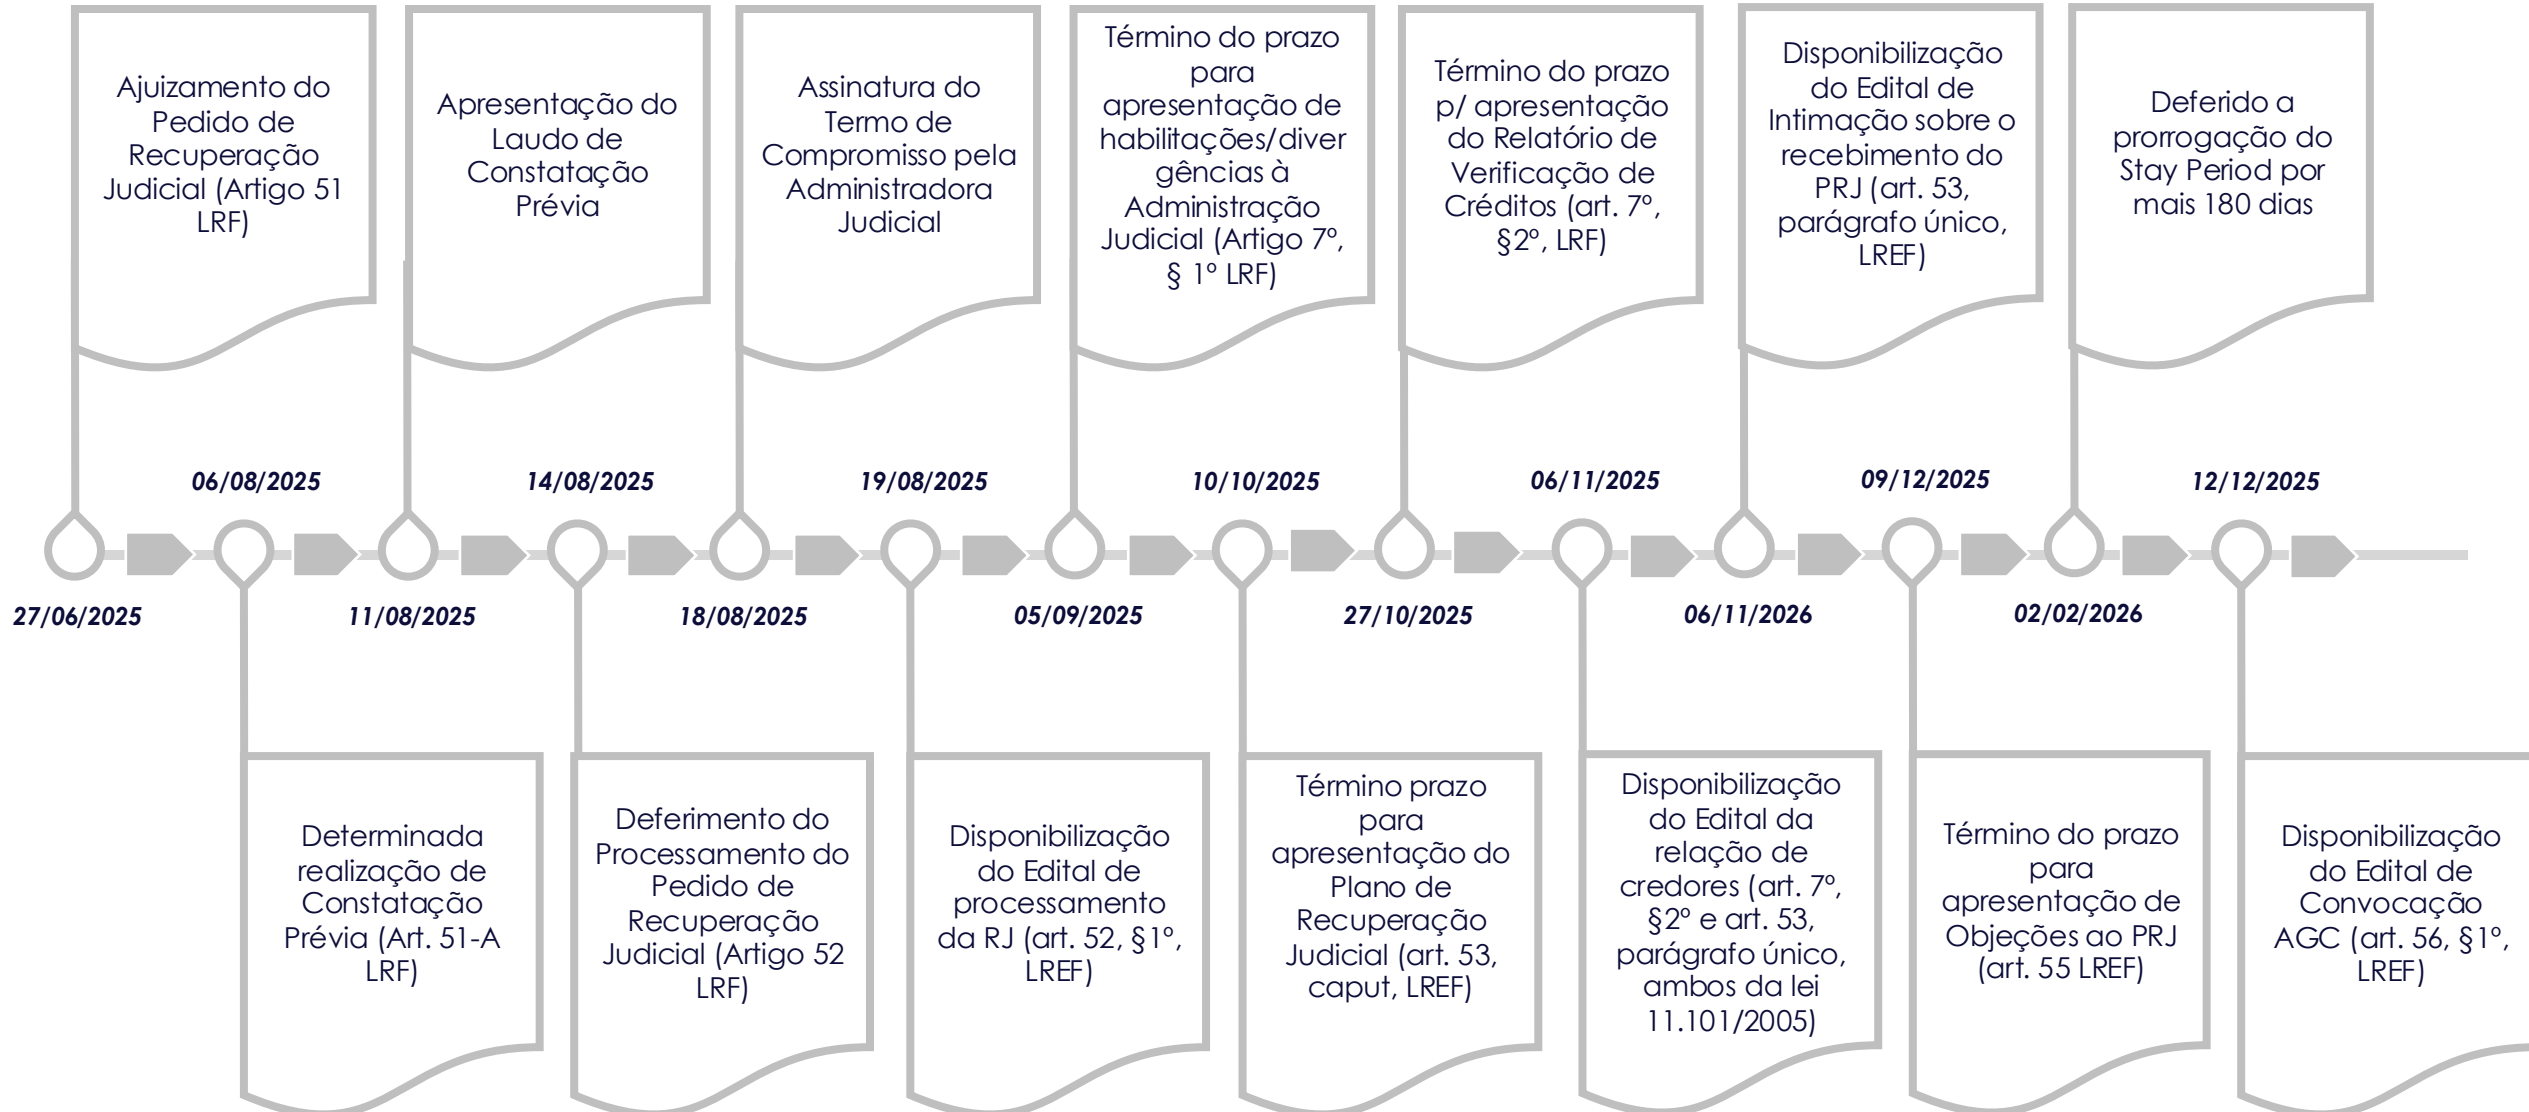 Ajuizamento do
Pedido de
Recuperação
Judicial (Artigo 51
LRF)
Apresentação do
Laudo de
Constatação
Prévia
Assinatura do
Termo de
Compromisso pela
Administradora
Judicial
Término do prazo
para
apresentação de
habilitações/diver
gências à
Administração
Judicial (Artigo 7º,
§ 1º LRF)
Término do prazo
p/ apresentação
do Relatório de
Verificação de
Créditos (art. 7º,
§2º, LRF)
Disponibilização
do Edital de
Intimação sobre o
recebimento do
PRJ (art. 53,
parágrafo único,
LREF)
Deferido a
prorrogação do
Stay Period por
mais 180 dias
06/08/2025
14/08/2025
19/08/2025
10/10/2025
06/11/2025
09/12/2025
12/12/2025
27/06/2025
11/08/2025
18/08/2025
05/09/2025
27/10/2025
06/11/2026
02/02/2026
Determinada
realização de
Constatação
Prévia (Art. 51-A
LRF)
Deferimento do
Processamento do
Pedido de
Recuperação
Judicial (Artigo 52
LRF)
Disponibilização
do Edital de
processamento
da RJ (art. 52, §1º,
LREF)
Término prazo
para
apresentação do
Plano de
Recuperação
Judicial (art. 53,
caput, LREF)
Disponibilização
do Edital da
relação de
credores (art. 7º,
§2º e art. 53,
parágrafo único,
ambos da lei
11.101/2005)
Término do prazo
para
apresentação de
Objeções ao PRJ
(art. 55 LREF)
Disponibilização
do Edital de
Convocação
AGC (art. 56, §1º,
LREF)